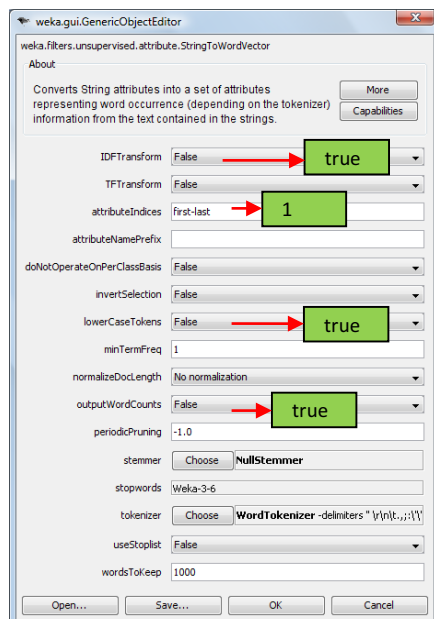 weka.gui.GenericObjectEditor
weka.filters.unsupervised.attribute.StringToWordVector
About
Converts String attributes into a set of attributes
representing word occurrence (depending on the tokenizer)
information from the text contained in the strings.
More
Capabilities
IDFTransform False true
TFTransform False
attributeIndices first-last 1
attributeNamePrefix
doNotOperateOnPerClassBasis False
invertSelection False
lowerCaseTokens False true
minTermFreq 1
normalizeDocLength No normalization
outputWordCounts False true
periodicPruning -1.0
stemmer Choose NullStemmer
stopwords Weka-3-6
tokenizer Choose WordTokenizer -delimiters " \r\n\t.,;:\'\"
useStoplist False
wordsToKeep 1000
Open... Save... OK Cancel